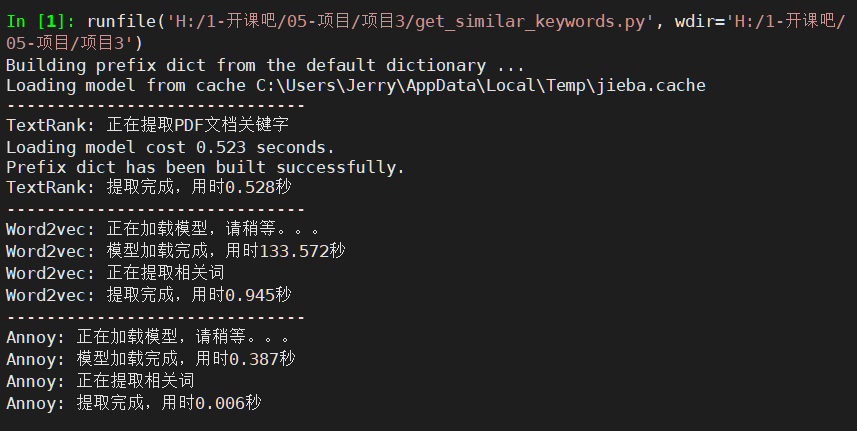 In [1]: runfile('H:/1-开课吧/05-项目/项目3/get_similar_keywords.py', wdir='H:/1-开课吧/
05-项目/项目3')
Building prefix dict from the default dictionary ...
Loading model from cache C:\Users\Jerry\AppData\Local\Temp\jieba.cache
------------------------------
TextRank: 正在提取PDF文档关键字
Loading model cost 0.523 seconds.
Prefix dict has been built successfully.
TextRank: 提取完成，用时0.528秒
------------------------------
Word2vec: 正在加载模型，请稍等。。。
Word2vec: 模型加载完成，用时133.572秒
Word2vec: 正在提取相关词
Word2vec: 提取完成，用时0.945秒
------------------------------
Annoy: 正在加载模型，请稍等。。。
Annoy: 模型加载完成，用时0.387秒
Annoy: 正在提取相关词
Annoy: 提取完成，用时0.006秒